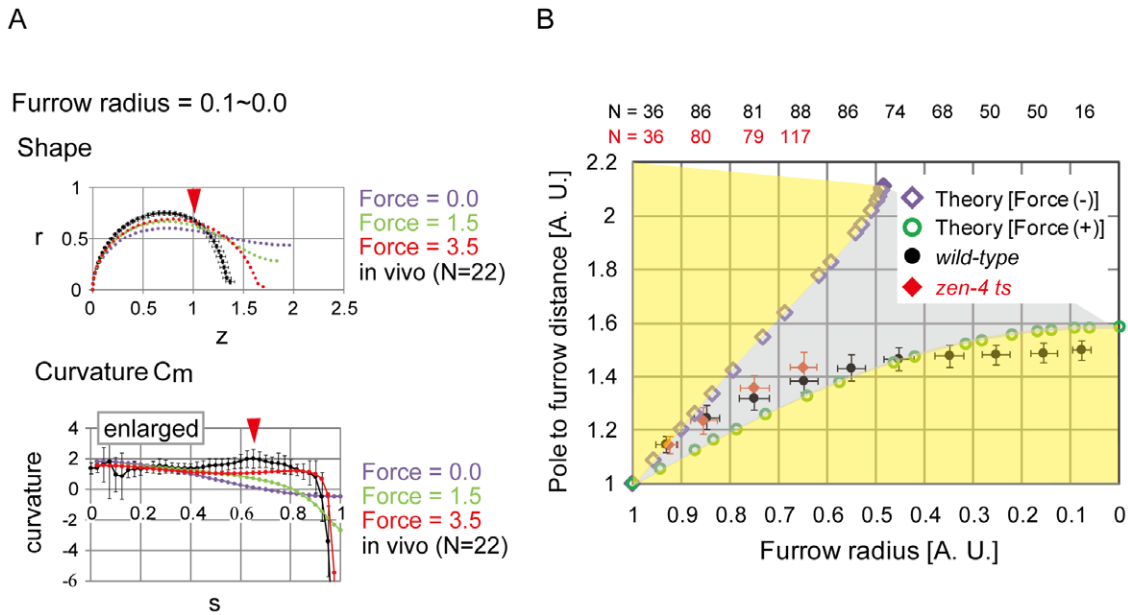 A
Furrow radius = 0.1~0.0
Shape
1
r
0.5
0
0 0.5 1 1.5 2 2.5
z
Force = 0.0
Force = 1.5
Force = 3.5
in vivo (N=22)
Curvature Cm
enlarged
4
2
0
-2
-4
-6
curvature
0.0 0.2 0.4 0.6 0.8 1
s
Force = 0.0
Force = 1.5
Force = 3.5
in vivo (N=22)
B
N = 36 86 81 88 86 74 68 50 50 16
N = 36 80 79 117
2.2
2
1.8
1.6
1.4
1.2
1
Pole to furrow distance [A. U.]
Theory [Force (-)]
Theory [Force (+)]
wild-type
zen-4 ts
1 0.9 0.8 0.7 0.6 0.5 0.4 0.3 0.2 0.1 0
Furrow radius [A. U.]